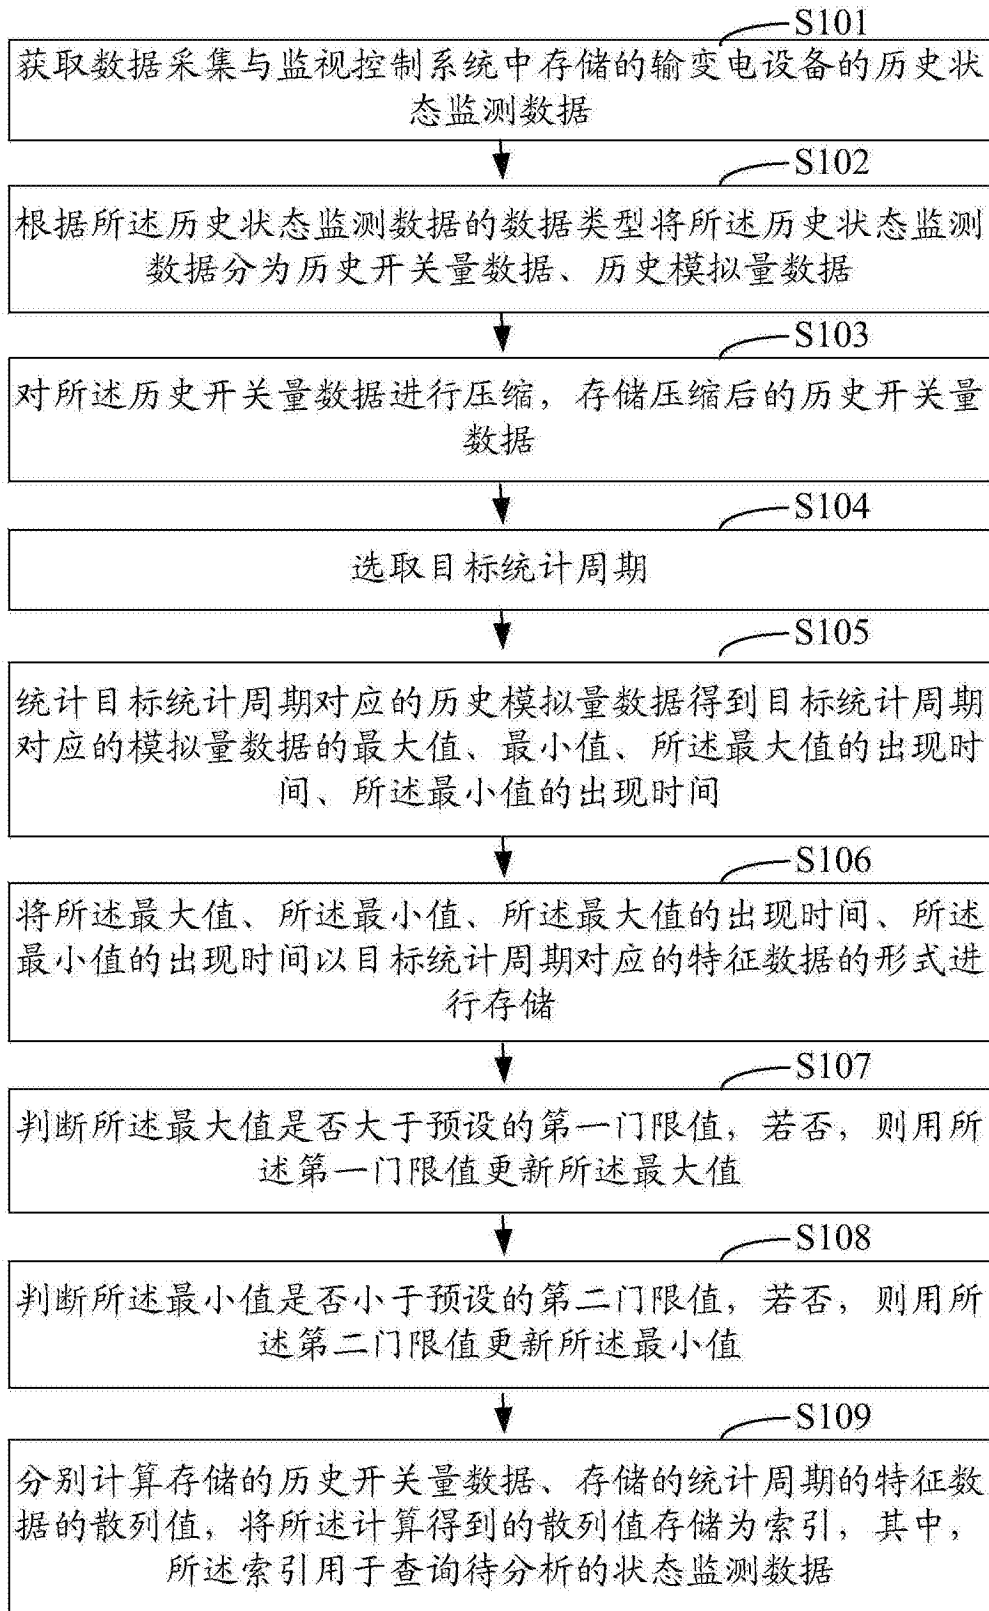 S101
获取数据采集与监视控制系统中存储的输变电设备的历史状
态监测数据
S102
根据所述历史状态监测数据的数据类型将所述历史状态监测
数据分为历史开关量数据、历史模拟量数据
S103
对所述历史开关量数据进行压缩，存储压缩后的历史开关量
数据
S104
选取目标统计周期
S105
统计目标统计周期对应的历史模拟量数据得到目标统计周期
对应的模拟量数据的最大值、最小值、所述最大值的出现时
间、所述最小值的出现时间
S106
将所述最大值、所述最小值、所述最大值的出现时间、所述
最小值的出现时间以目标统计周期对应的特征数据的形式进
行存储
S107
判断所述最大值是否大于预设的第一门限值，若否，则用所
述第一门限值更新所述最大值
S108
判断所述最小值是否小于预设的第二门限值，若否，则用所
述第二门限值更新所述最小值
S109
分别计算存储的历史开关量数据、存储的统计周期的特征数
据的散列值，将所述计算得到的散列值存储为索引，其中，
所述索引用于查询待分析的状态监测数据